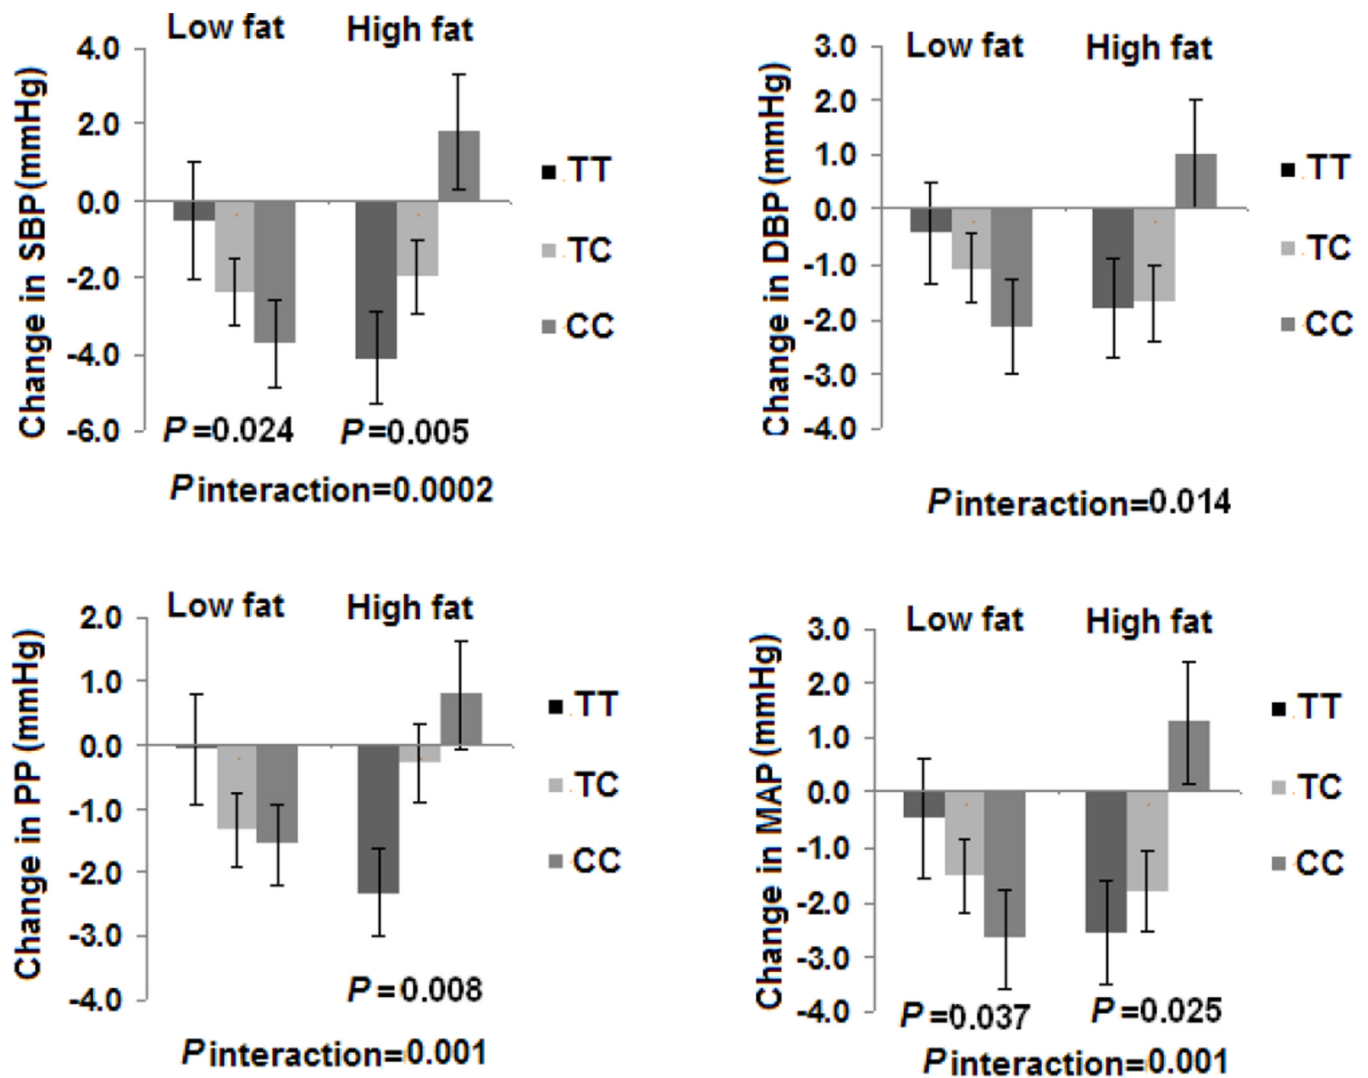 Low fat High fat
Change in SBP (mmHg)
4.0
2.0
0.0
-2.0
-4.0
-6.0
TT
TC
CC
P=0.024 P=0.005
P interaction=0.0002
Low fat High fat
Change in DBP (mmHg)
3.0
2.0
1.0
0.0
-1.0
-2.0
-3.0
-4.0
TT
TC
CC
P interaction=0.014
Low fat High fat
Change in PP (mmHg)
2.0
1.0
0.0
-1.0
-2.0
-3.0
-4.0
TT
TC
CC
P=0.008
P interaction=0.001
Low fat High fat
Change in MAP (mmHg)
3.0
2.0
1.0
0.0
-1.0
-2.0
-3.0
-4.0
TT
TC
CC
P=0.037 P=0.025
P interaction=0.001